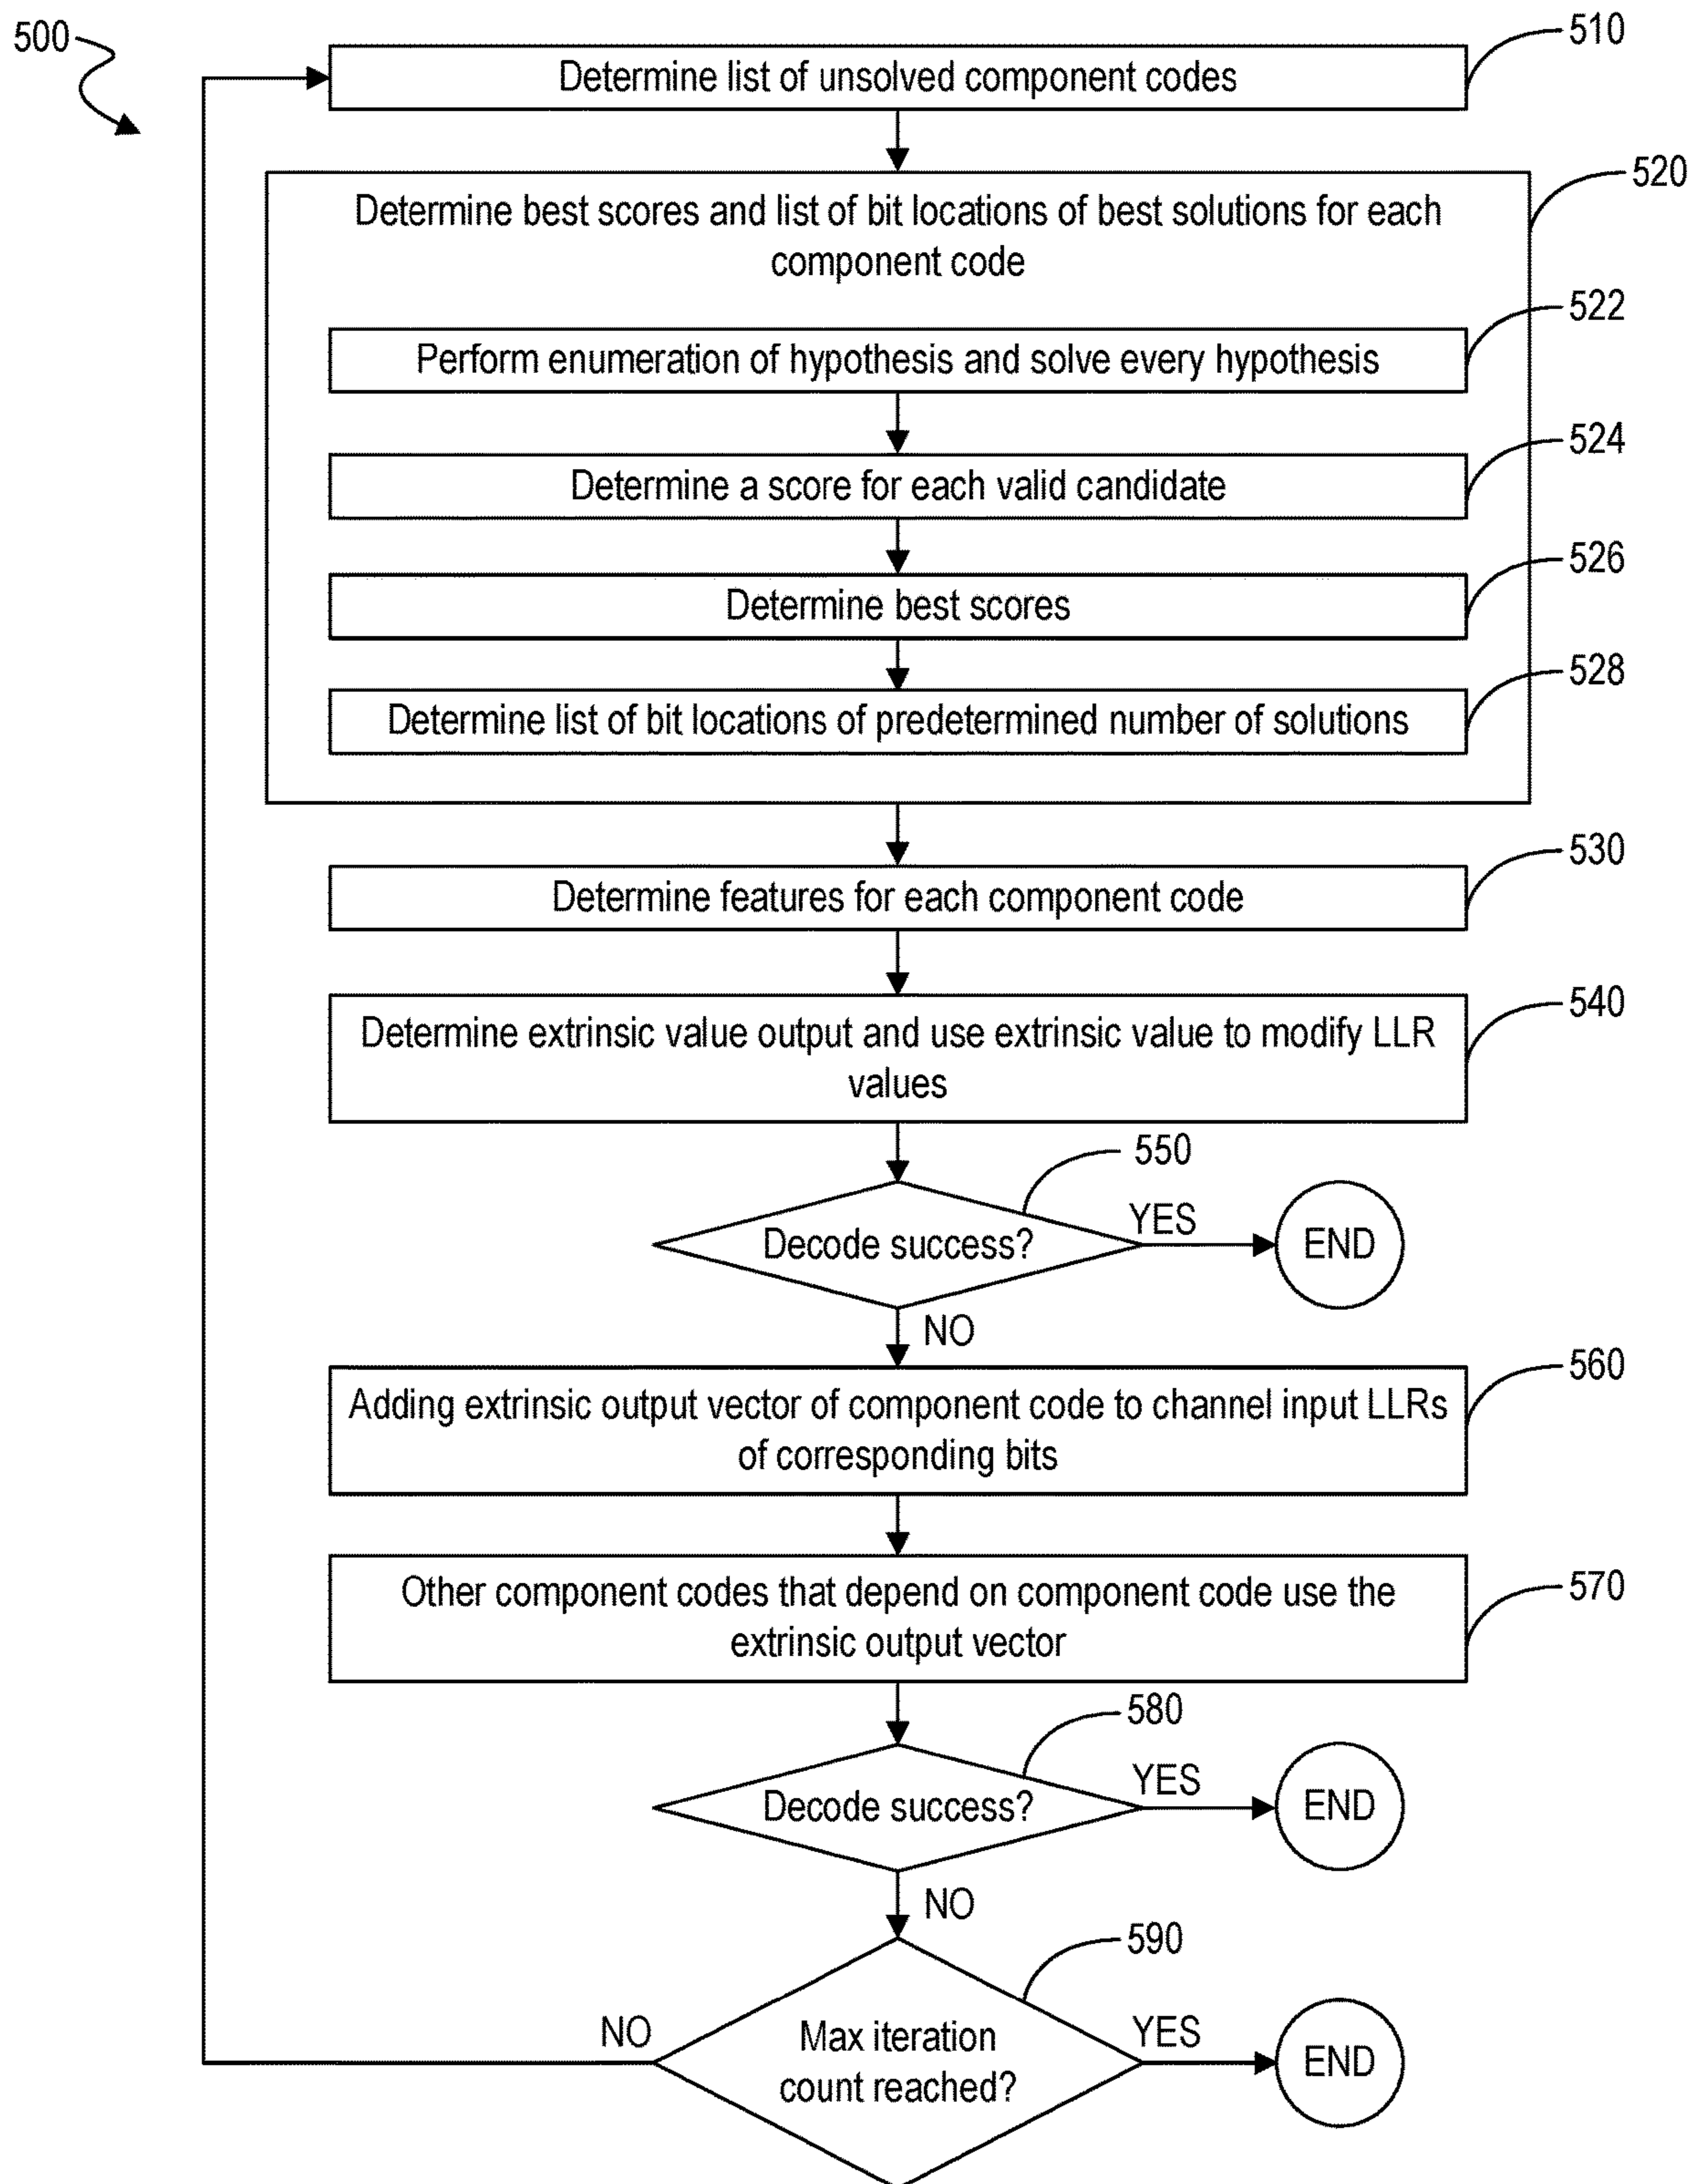 500
510
Determine list of unsolved component codes
520
Determine best scores and list of bit locations of best solutions for each
component code
522
Perform enumeration of hypothesis and solve every hypothesis
524
Determine a score for each valid candidate
526
Determine best scores
528
Determine list of bit locations of predetermined number of solutions
530
Determine features for each component code
540
Determine extrinsic value output and use extrinsic value to modify LLR
values
550
Decode success?
YES
END
NO
560
Adding extrinsic output vector of component code to channel input LLRs
of corresponding bits
570
Other component codes that depend on component code use the
extrinsic output vector
580
Decode success?
YES
END
NO
590
NO
Max iteration
count reached?
YES
END